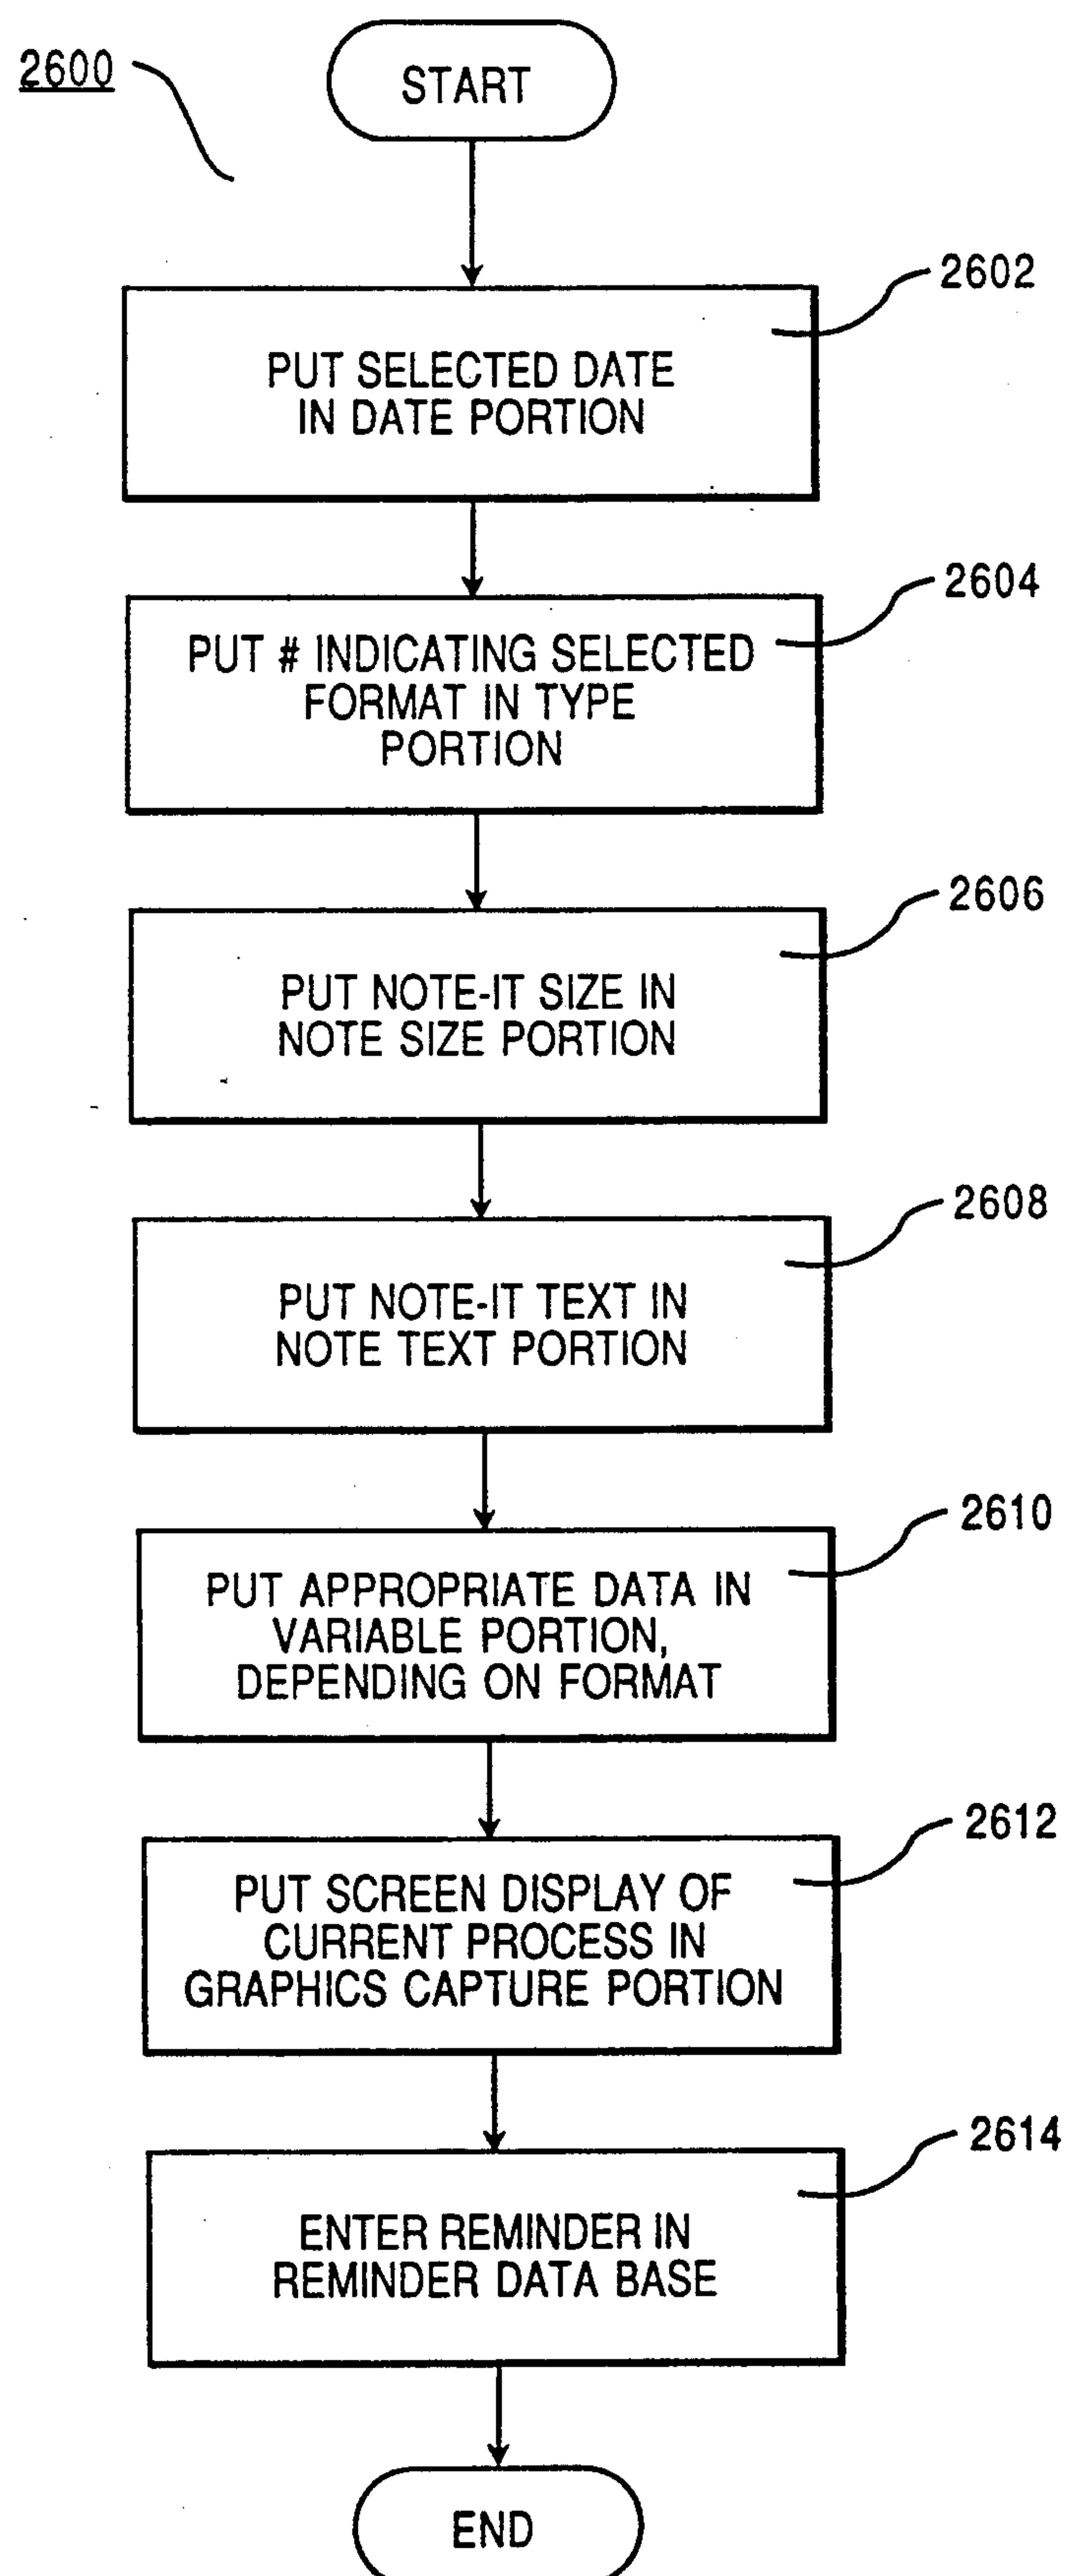 2600
START
2602
PUT SELECTED DATE
IN DATE PORTION
2604
PUT # INDICATING SELECTED
FORMAT IN TYPE
PORTION
2606
PUT NOTE-IT SIZE IN
NOTE SIZE PORTION
2608
PUT NOTE-IT TEXT IN
NOTE TEXT PORTION
2610
PUT APPROPRIATE DATA IN
VARIABLE PORTION,
DEPENDING ON FORMAT
2612
PUT SCREEN DISPLAY OF
CURRENT PROCESS IN
GRAPHICS CAPTURE PORTION
2614
ENTER REMINDER IN
REMINDER DATA BASE
END